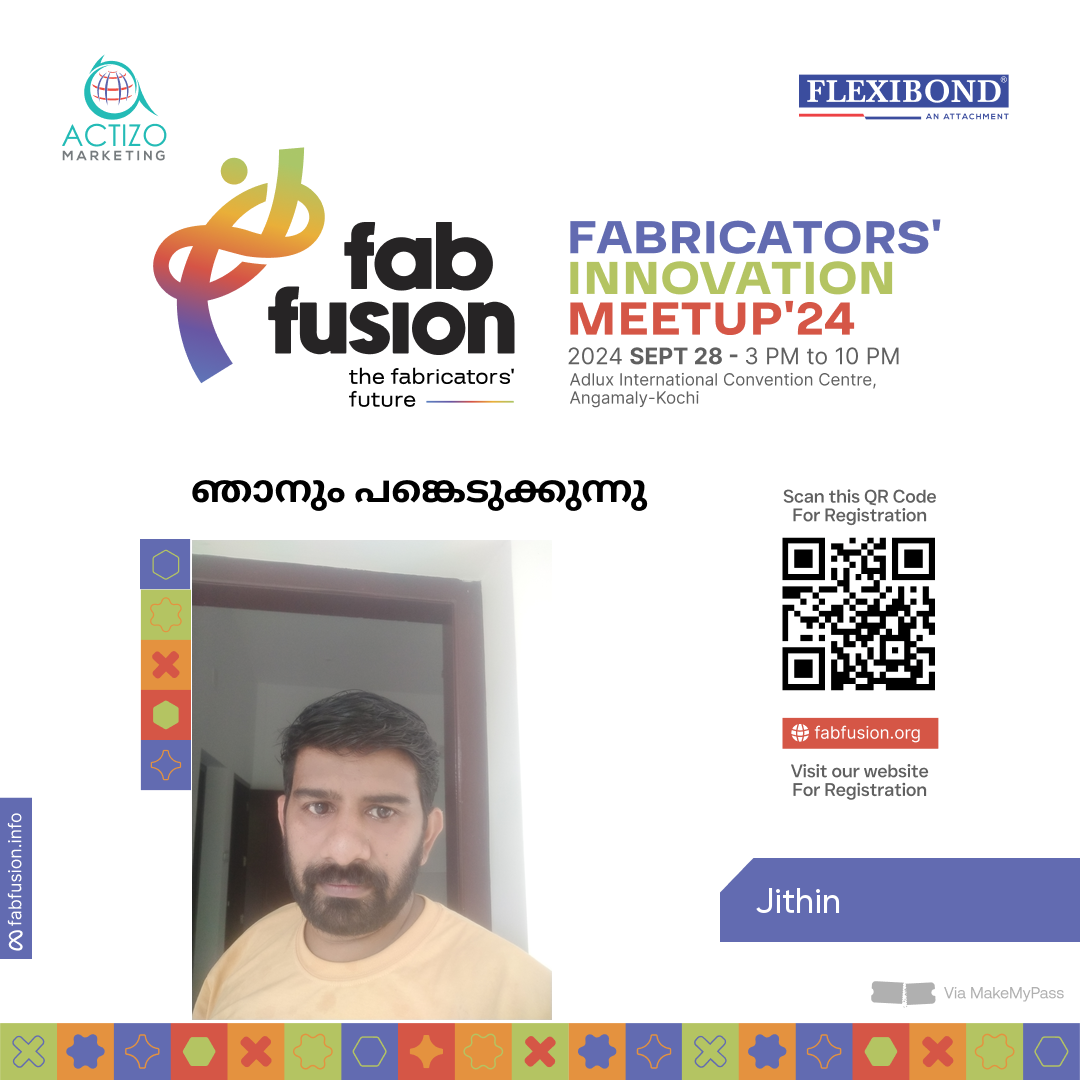 ACTIZO
MARKETING
FLEXIBOND®
AN ATTACHMENT
fab
fusion
the fabricators'
future
FABRICATORS'
INNOVATION
MEETUP'24
2024 SEPT 28 - 3 PM to 10 PM
Adlux International Convention Centre,
Angamaly-Kochi
ഞാനും പങ്കെടുക്കുന്നു
Scan this QR Code
For Registration
fabfusion.org
Visit our website
For Registration
fabfusion.info
Jithin
Via MakeMyPass